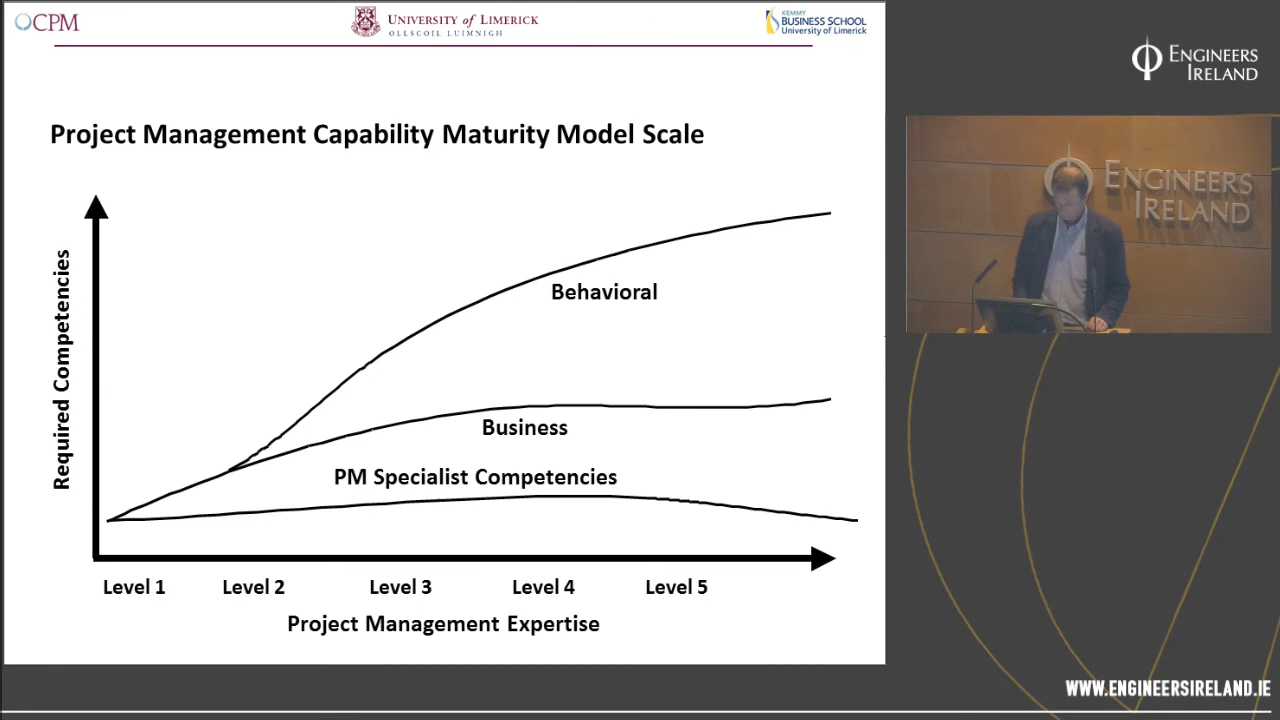 CPM
UNIVERSITY of LIMERICK
OLLSCOIL LUIMNIGH
KEMMY
BUSINESS SCHOOL
University of Limerick
ENGINEERS
IRELAND
Project Management Capability Maturity Model Scale
ENGINEERS
IRELAND
Required Competencies
Behavioral
Business
PM Specialist Competencies
Level 1 Level 2 Level 3 Level 4 Level 5
Project Management Expertise
WWW.ENGINEERSIRELAND.IE